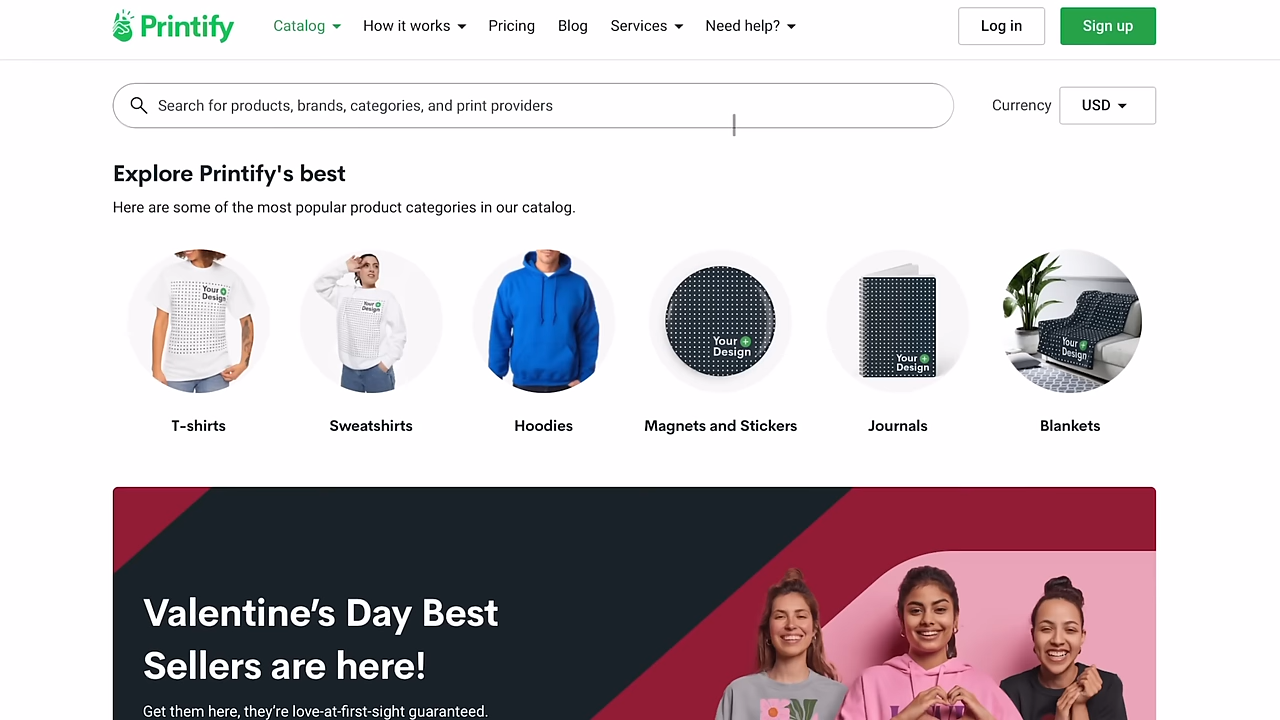 Printify
Catalog How it works Pricing Blog Services Need help? Log in Sign up
Search for products, brands, categories, and print providers Currency USD
Explore Printify's best
Here are some of the most popular product categories in our catalog.
Your Design
Your Design
Your Design
Your Design
Your Design
T-shirts Sweatshirts Hoodies Magnets and Stickers Journals Blankets
Valentine’s Day Best
Sellers are here!
Get them here, they’re love-at-first-sight guaranteed.